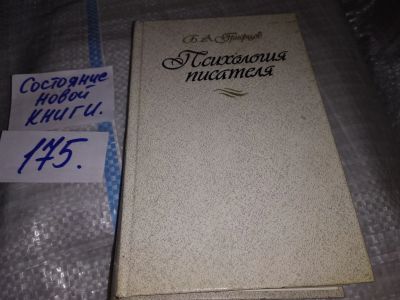 Состояние
новой
КНИГИ.
175.
Б. А. Грифцов
Психология
писателя